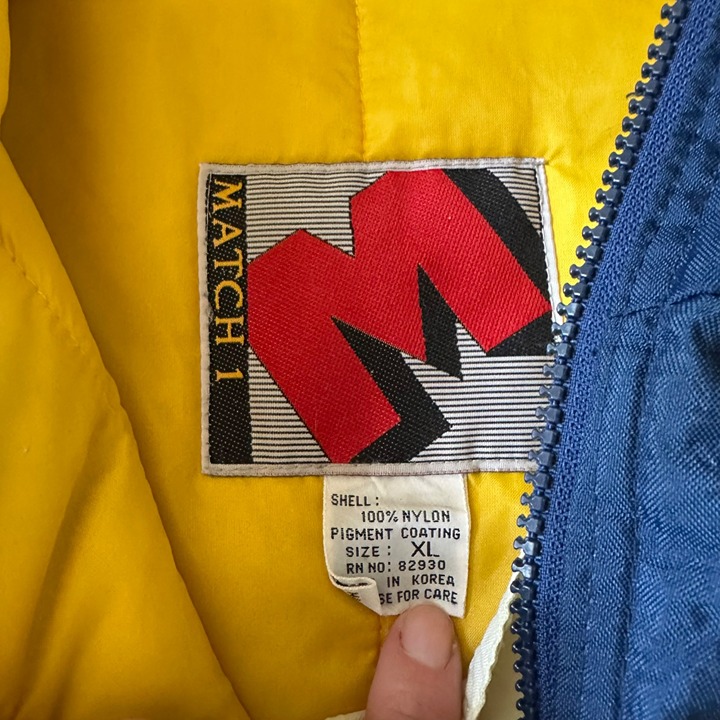 MATCH 1
M
SHELL:
100% NYLON
PIGMENT COATING
SIZE: XL
RN NO: 82930
IN KOREA
SE FOR CARE